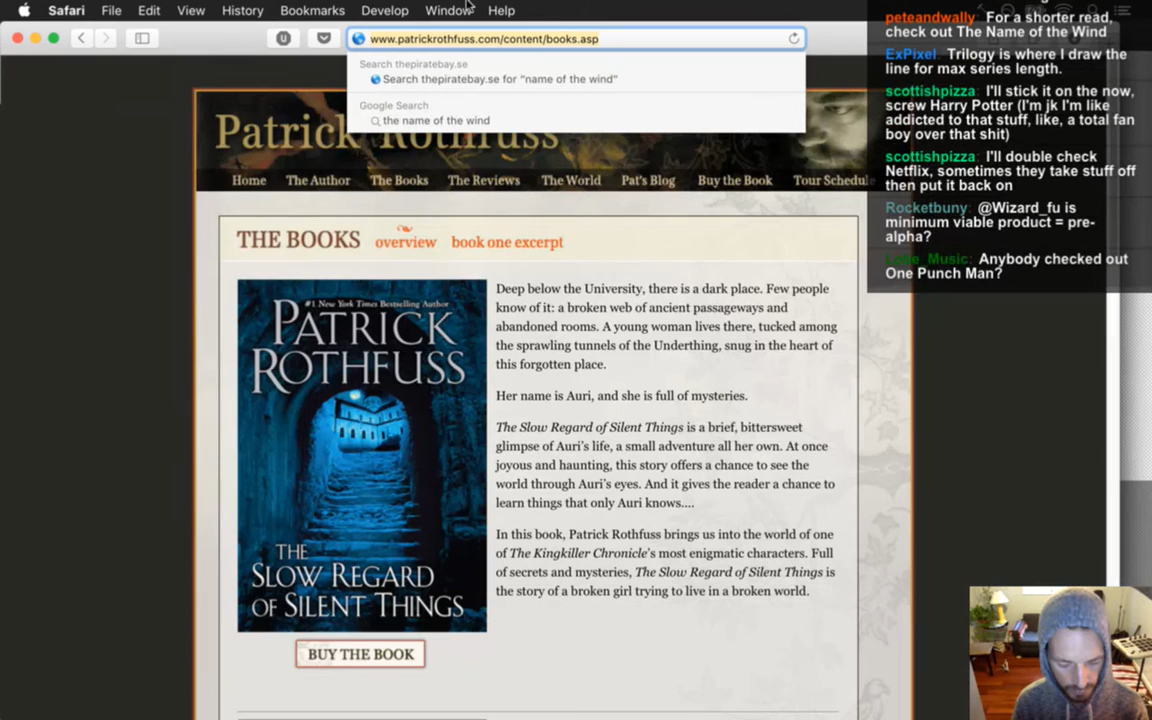 Safari File Edit View History Bookmarks Develop Window Help
www.patrickrothfuss.com/content/books.asp
Search thepiratebay.se
Search thepiratebay.se for "name of the wind"
Google Search
the name of the wind
Patrick Rothfuss
Home The Author The Books The Reviews The World Pat's Blog Buy the Book Tour Schedule
THE BOOKS overview book one excerpt
#1 New York Times Bestselling Author
PATRICK
ROTHFUSS
THE
SLOW REGARD
OF SILENT THINGS
BUY THE BOOK
Deep below the University, there is a dark place. Few people
know of it: a broken web of ancient passageways and
abandoned rooms. A young woman lives there, tucked among
the sprawling tunnels of the Underthing, snug in the heart of
this forgotten place.
Her name is Auri, and she is full of mysteries.
The Slow Regard of Silent Things is a brief, bittersweet
glimpse of Auri's life, a small adventure all her own. At once
joyous and haunting, this story offers a chance to see the
world through Auri's eyes. And it gives the reader a chance to
learn things that only Auri knows....
In this book, Patrick Rothfuss brings us into the world of one
of The Kingkiller Chronicle's most enigmatic characters. Full
of secrets and mysteries, The Slow Regard of Silent Things is
the story of a broken girl trying to live in a broken world.
peteandwally: For a shorter read,
check out The Name of the Wind
ExPixel: Trilogy is where I draw the
line for max series length.
scottishpizza: I'll stick it on the now,
screw Harry Potter (I'm jk I'm like
addicted to that stuff, like, a total fan
boy over that shit)
scottishpizza: I'll double check
Netflix, sometimes they take stuff off
then put it back on
Rocketbuny: @Wizard_fu is
minimum viable product = pre-
alpha?
Music: Anybody checked out
One Punch Man?